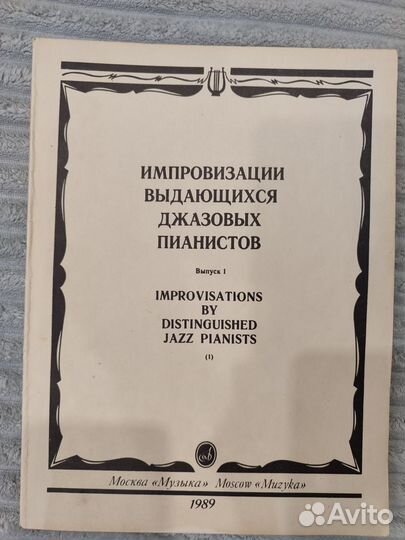 ИМПРОВИЗАЦИИ
ВЫДАЮЩИХСЯ
ДЖАЗОВЫХ
ПИАНИСТОВ
Выпуск 1
IMPROVISATIONS
BY
DISTINGUISHED
JAZZ PIANISTS
(1)
Москва «Музыка» Moscow «Muzyka»
1989
Avito